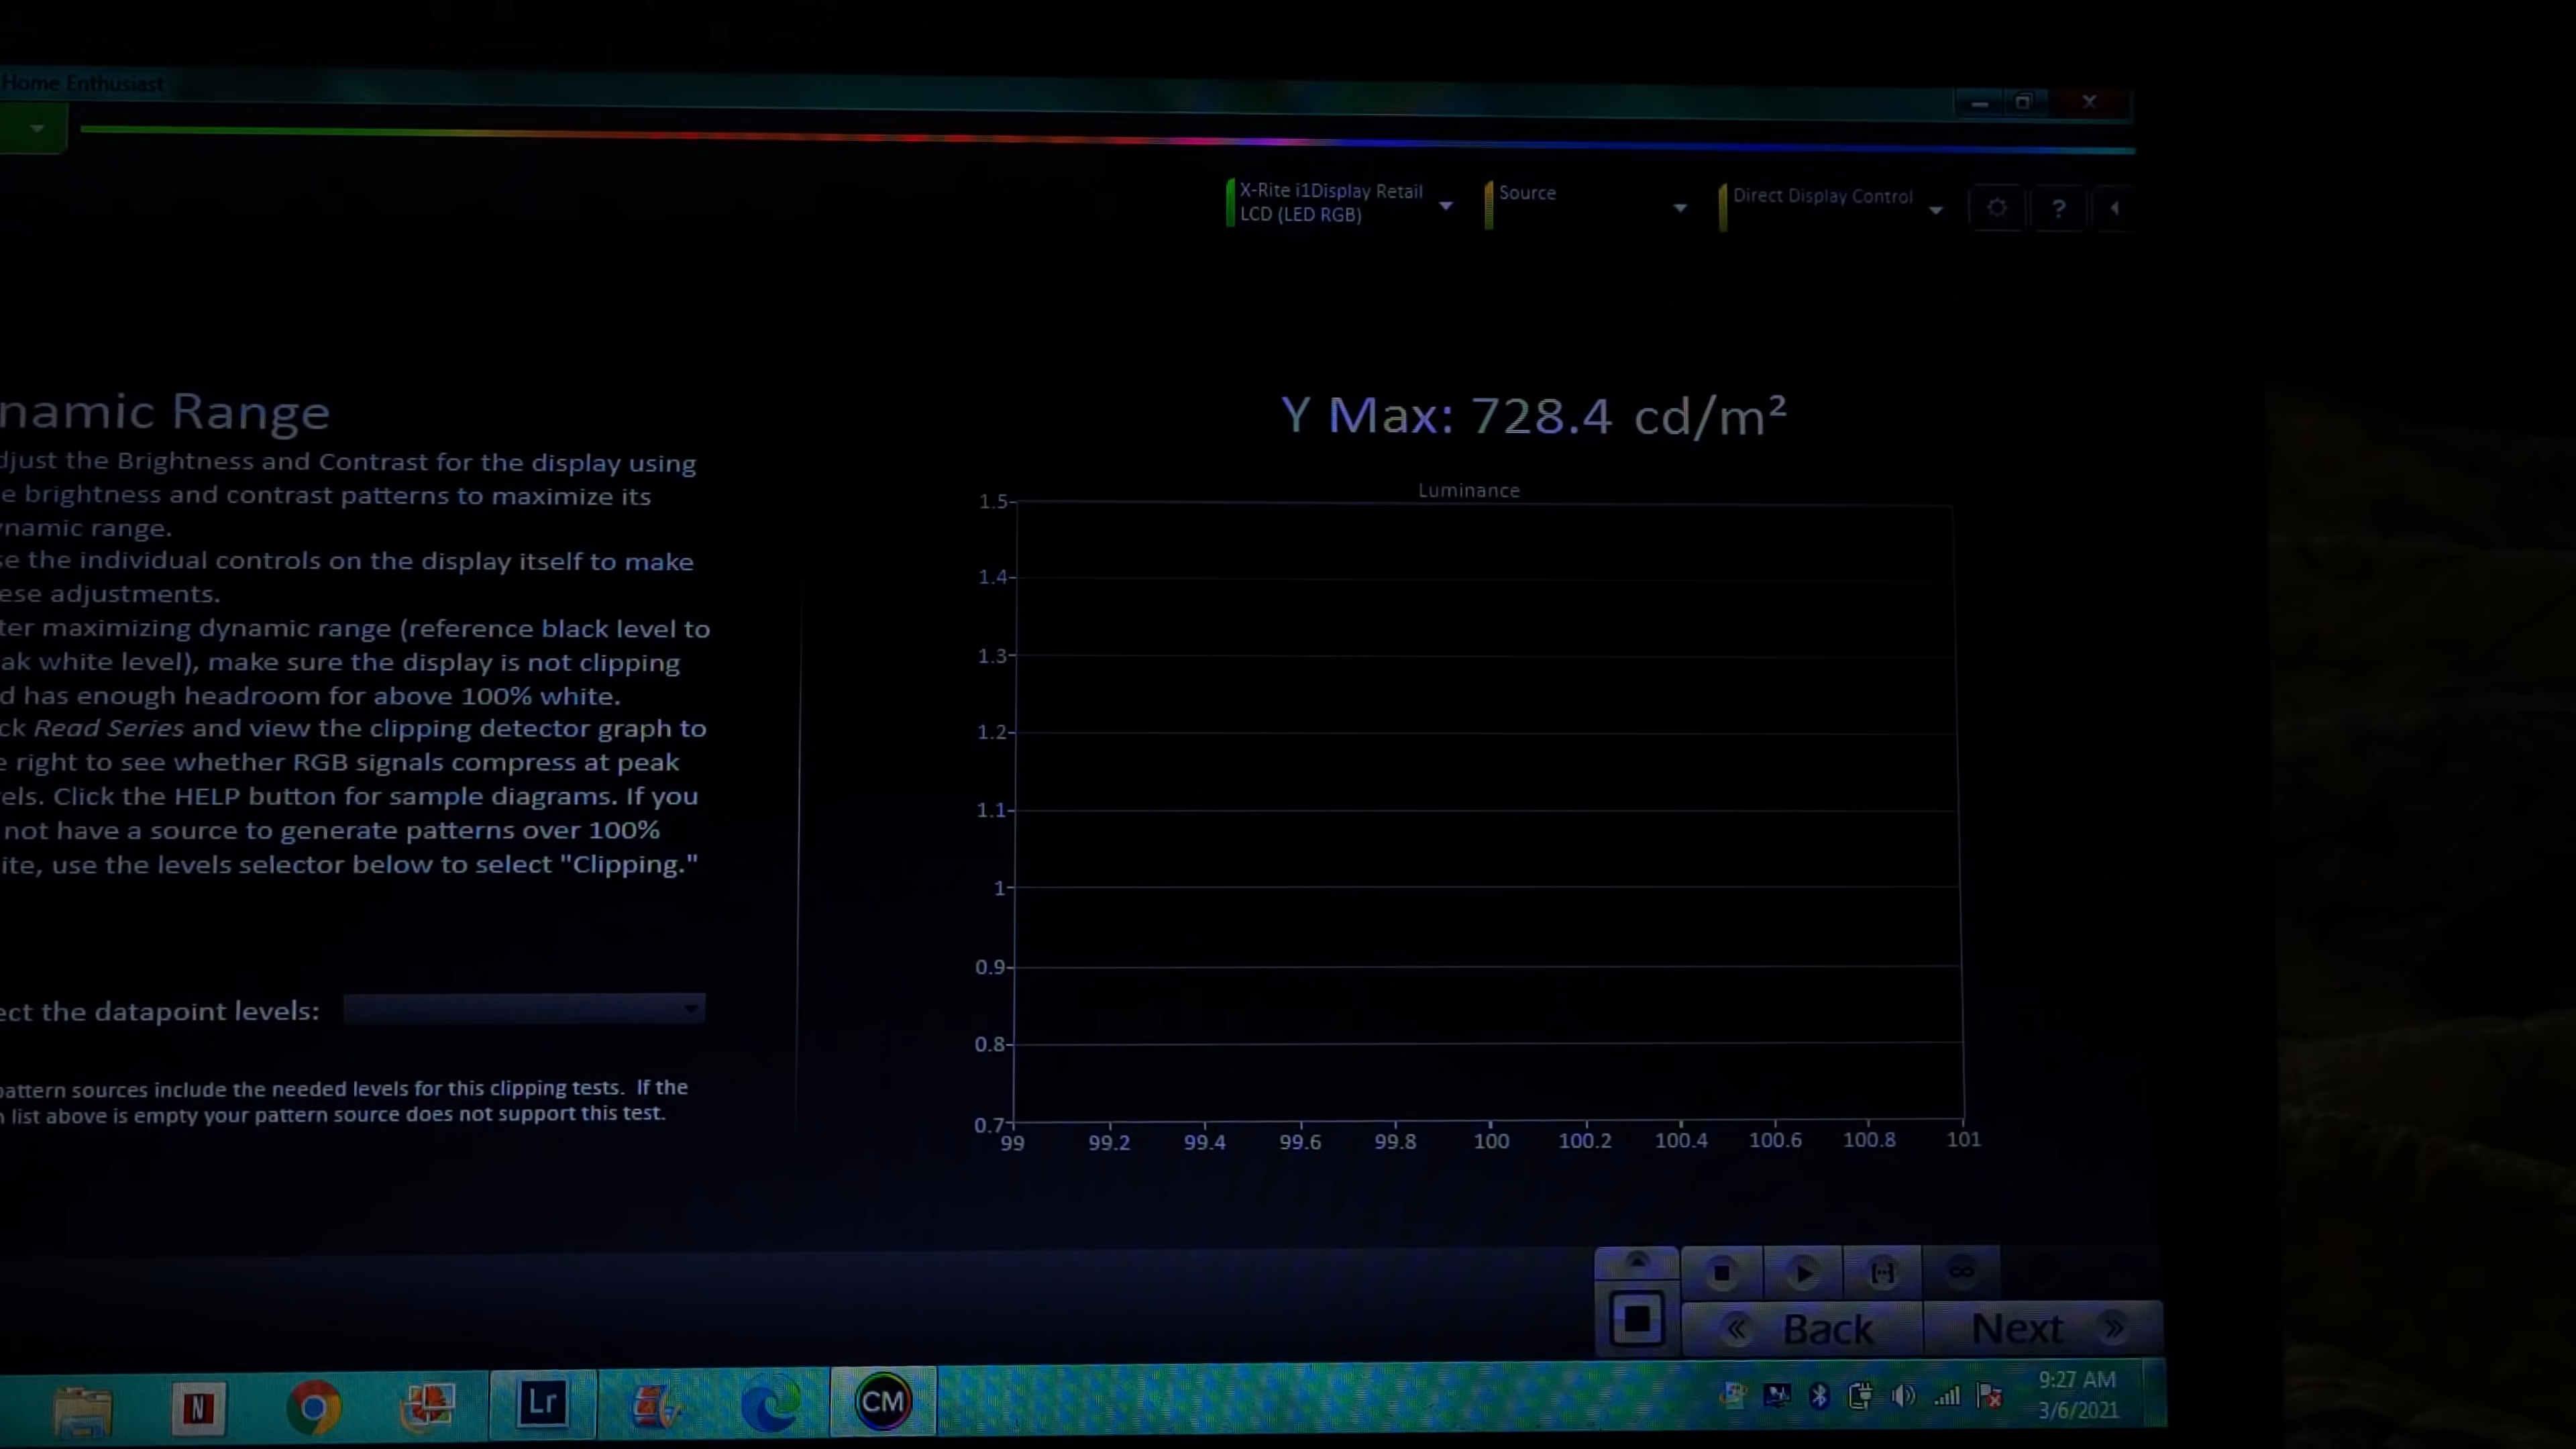 Home Enthusiast
X-Rite i1Display Retail
LCD (LED RGB)
Source
Direct Display Control
?
namic Range
djust the Brightness and Contrast for the display using
e brightness and contrast patterns to maximize its
ynamic range.
se the individual controls on the display itself to make
ese adjustments.
ter maximizing dynamic range (reference black level to
ak white level), make sure the display is not clipping
d has enough headroom for above 100% white.
ck Read Series and view the clipping detector graph to
e right to see whether RGB signals compress at peak
els. Click the HELP button for sample diagrams. If you
not have a source to generate patterns over 100%
ite, use the levels selector below to select "Clipping."
ect the datapoint levels:
pattern sources include the needed levels for this clipping tests. If the
n list above is empty your pattern source does not support this test.
Y Max: 728.4 cd/m²
Luminance
1.5
1.4
1.3
1.2
1.1
1
0.9
0.8
0.7
99 99.2 99.4 99.6 99.8 100 100.2 100.4 100.6 100.8 101
Back Next
N
Lr
CM
9:27 AM
3/6/2021